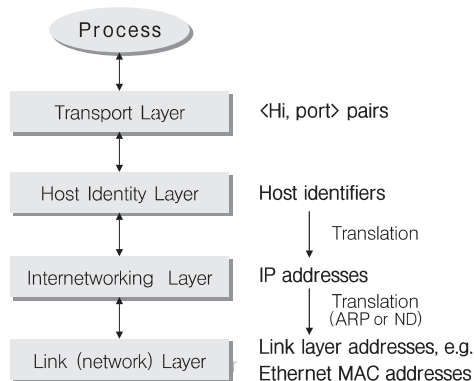 Process
Transport Layer
<Hi, port> pairs
Host Identity Layer
Host identifiers
Translation
Internetworking Layer
IP addresses
Translation
(ARP or ND)
Link (network) Layer
Link layer addresses, e.g.
Ethernet MAC addresses